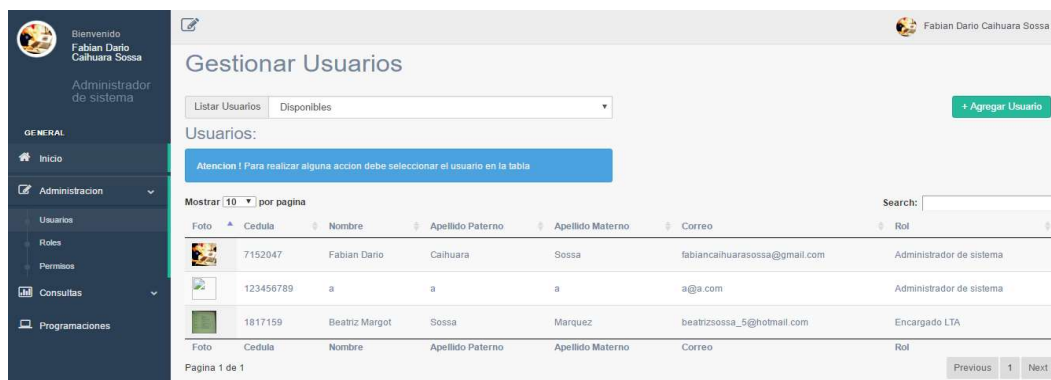 Bienvenido
Fabian Dario
Caihuara Sossa
Administrador
de sistema
GENERAL
Inicio
Administracion
Usuarios
Roles
Permisos
Consultas
Programaciones
Fabian Dario Caihuara Sossa
Gestionar Usuarios
Listar Usuarios Disponibles
+ Agregar Usuario
Usuarios:
Atencion ! Para realizar alguna accion debe seleccionar el usuario en la tabla
Mostrar 10 por pagina Search:
Foto Cedula Nombre Apellido Paterno Apellido Materno Correo Rol
7152047 Fabian Dario Caihuara Sossa fabiancaihuarasossa@gmail.com Administrador de sistema
123456789 a a a a@a.com Administrador de sistema
1817159 Beatriz Margot Sossa Marquez beatrizsossa_5@hotmail.com Encargado LTA
Foto Cedula Nombre Apellido Paterno Apellido Materno Correo Rol
Pagina 1 de 1 Previous 1 Next